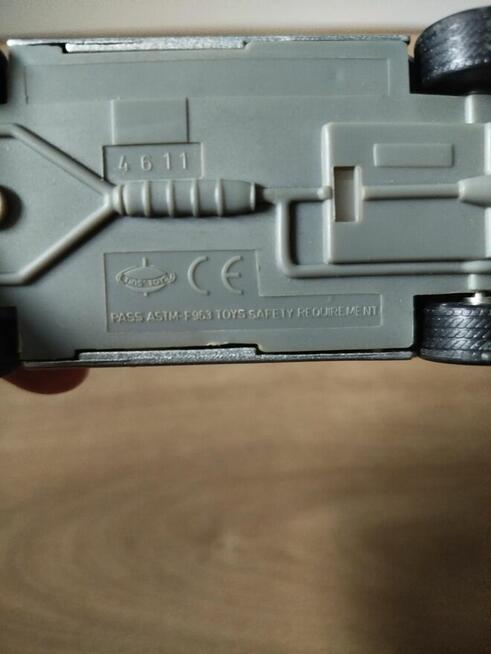 4611
CE
PASS ASTM-F963 TOYS SAFETY REQUIREMENT